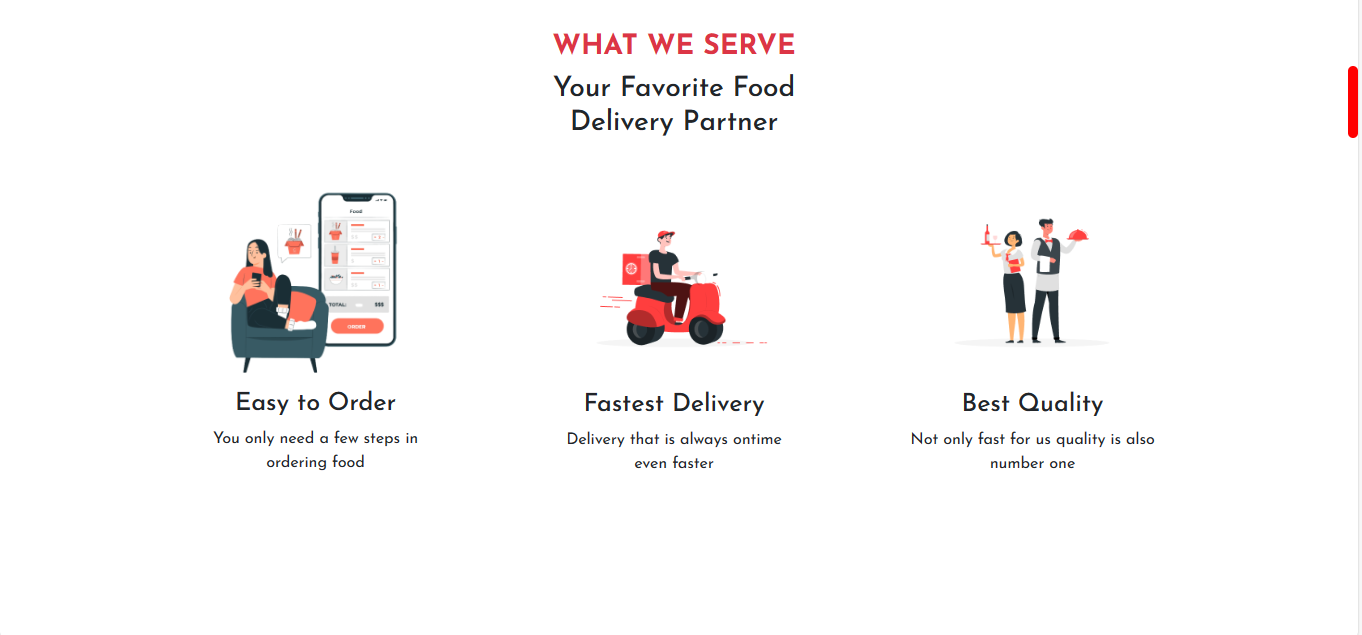 WHAT WE SERVE
Your Favorite Food
Delivery Partner
Food
TOTAL:
$$$
ORDER
Easy to Order
You only need a few steps in
ordering food
Fastest Delivery
Delivery that is always ontime
even faster
Best Quality
Not only fast for us quality is also
number one